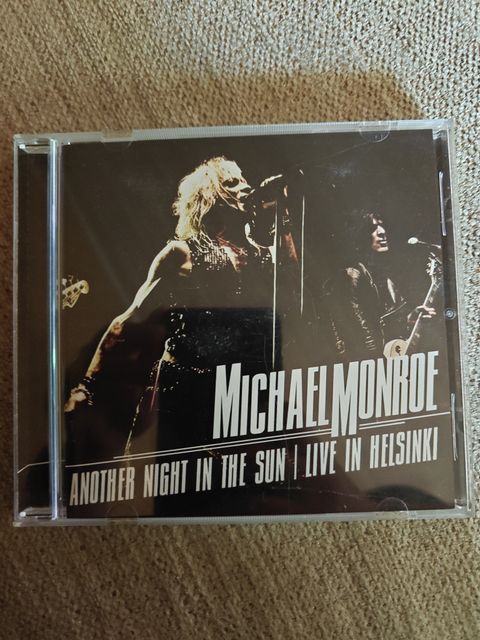 MICHAEL MONROE
ANOTHER NIGHT IN THE SUN | LIVE IN HELSINKI